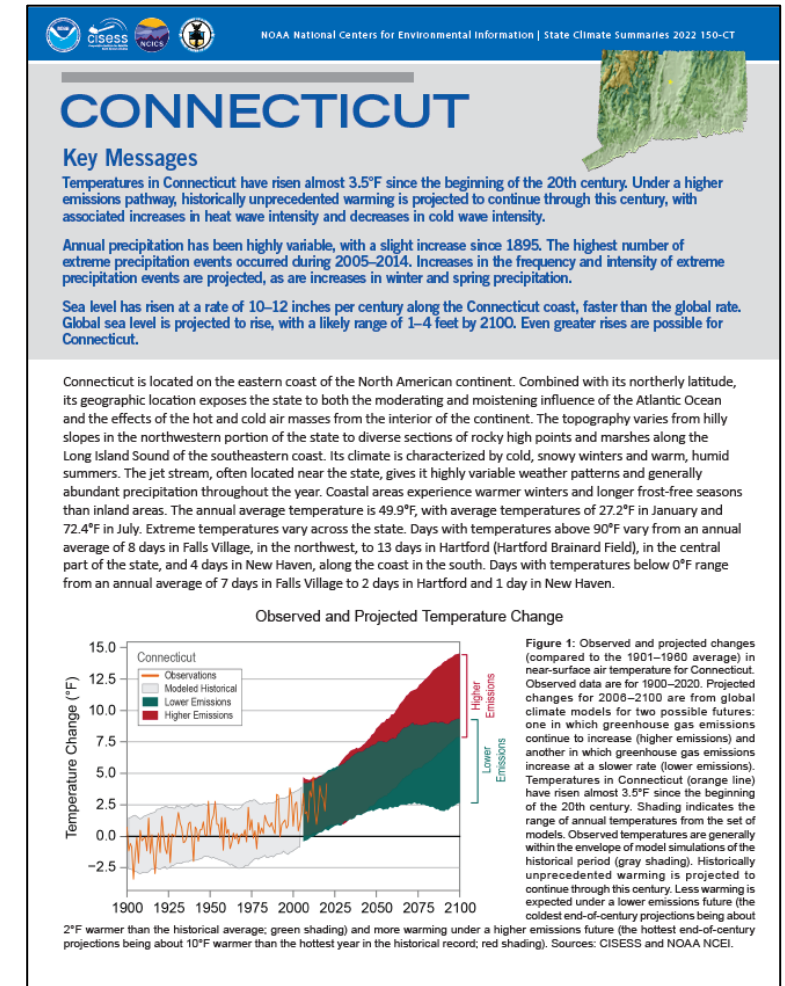 NOAA
CISESS
NCICS
NOAA National Centers for Environmental Information | State Climate Summaries 2022 150-CT
CONNECTICUT
Key Messages
Temperatures in Connecticut have risen almost 3.5°F since the beginning of the 20th century. Under a higher
emissions pathway, historically unprecedented warming is projected to continue through this century, with
associated increases in heat wave intensity and decreases in cold wave intensity.
Annual precipitation has been highly variable, with a slight increase since 1895. The highest number of
extreme precipitation events occurred during 2005–2014. Increases in the frequency and intensity of extreme
precipitation events are projected, as are increases in winter and spring precipitation.
Sea level has risen at a rate of 10–12 inches per century along the Connecticut coast, faster than the global rate.
Global sea level is projected to rise, with a likely range of 1–4 feet by 2100. Even greater rises are possible for
Connecticut.
Connecticut is located on the eastern coast of the North American continent. Combined with its northerly latitude,
its geographic location exposes the state to both the moderating and moistening influence of the Atlantic Ocean
and the effects of the hot and cold air masses from the interior of the continent. The topography varies from hilly
slopes in the northwestern portion of the state to diverse sections of rocky high points and marshes along the
Long Island Sound of the southeastern coast. Its climate is characterized by cold, snowy winters and warm, humid
summers. The jet stream, often located near the state, gives it highly variable weather patterns and generally
abundant precipitation throughout the year. Coastal areas experience warmer winters and longer frost-free seasons
than inland areas. The annual average temperature is 49.9°F, with average temperatures of 27.2°F in January and
72.4°F in July. Extreme temperatures vary across the state. Days with temperatures above 90°F vary from an annual
average of 8 days in Falls Village, in the northwest, to 13 days in Hartford (Hartford Brainard Field), in the central
part of the state, and 4 days in New Haven, along the coast in the south. Days with temperatures below 0°F range
from an annual average of 7 days in Falls Village to 2 days in Hartford and 1 day in New Haven.
Observed and Projected Temperature Change
Temperature Change (°F)
15.0
12.5
10.0
7.5
5.0
2.5
0.0
−2.5
Connecticut
Observations
Modeled Historical
Lower Emissions
Higher Emissions
Higher
Emissions
Lower
Emissions
1900 1925 1950 1975 2000 2025 2050 2075 2100
Figure 1: Observed and projected changes
(compared to the 1901–1960 average) in
near-surface air temperature for Connecticut.
Observed data are for 1900–2020. Projected
changes for 2006–2100 are from global
climate models for two possible futures:
one in which greenhouse gas emissions
continue to increase (higher emissions) and
another in which greenhouse gas emissions
increase at a slower rate (lower emissions).
Temperatures in Connecticut (orange line)
have risen almost 3.5°F since the beginning
of the 20th century. Shading indicates the
range of annual temperatures from the set of
models. Observed temperatures are generally
within the envelope of model simulations of the
historical period (gray shading). Historically
unprecedented warming is projected to
continue through this century. Less warming is
expected under a lower emissions future (the
coldest end-of-century projections being about
2°F warmer than the historical average; green shading) and more warming under a higher emissions future (the hottest end-of-century
projections being about 10°F warmer than the hottest year in the historical record; red shading). Sources: CISESS and NOAA NCEI.